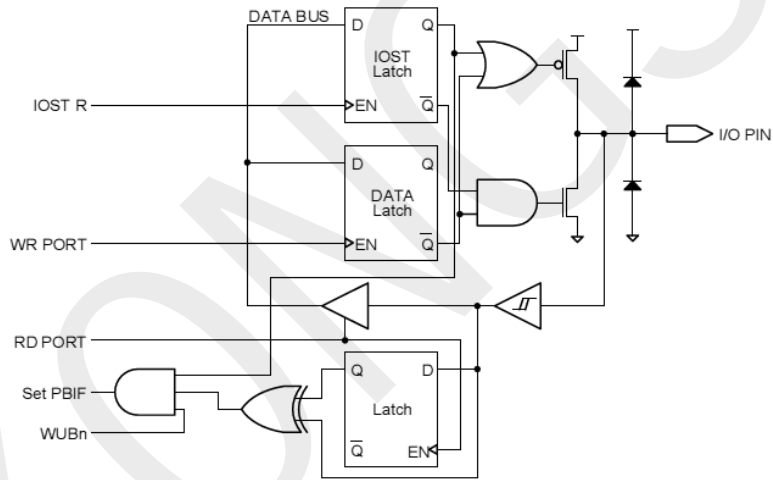 DATA BUS
D Q
IOST
Latch
IOST R
EN Q
I/O PIN
D Q
DATA
Latch
WR PORT
EN Q
RD PORT
Q D
Set PBIF
Latch
WUBn
Q EN